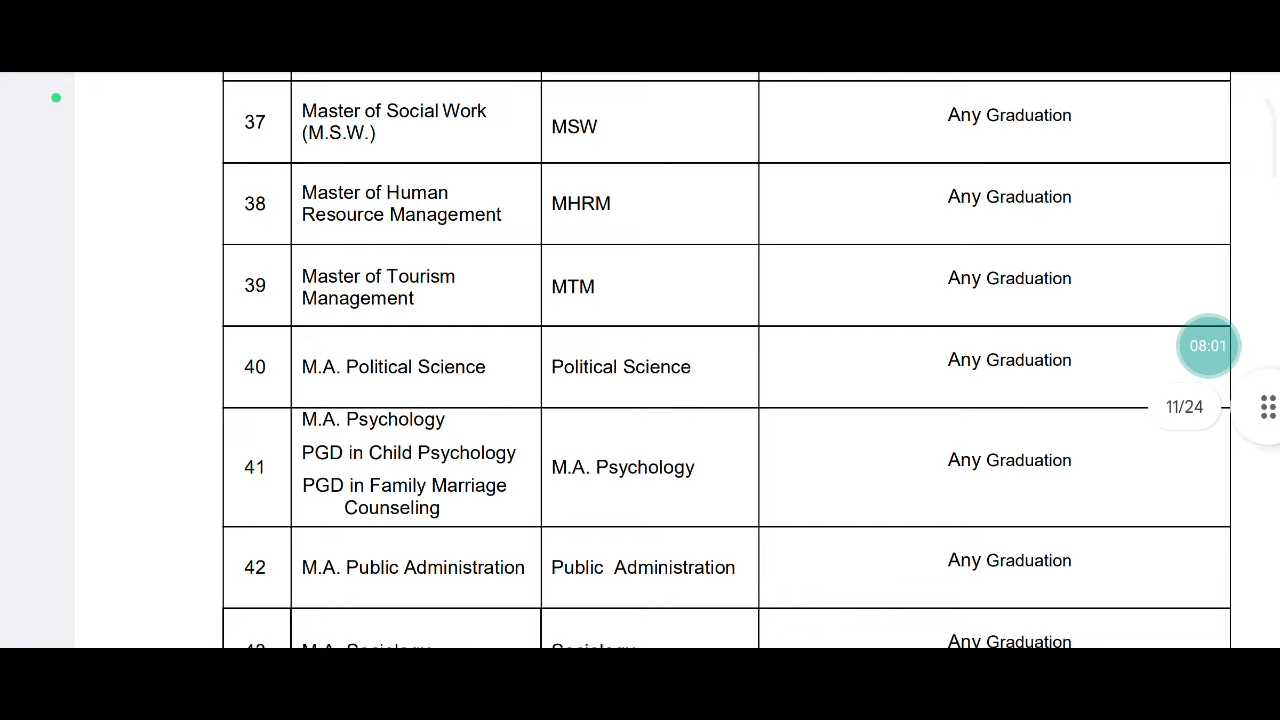 37
Master of Social Work
(M.S.W.)
MSW
Any Graduation
38
Master of Human
Resource Management
MHRM
Any Graduation
39
Master of Tourism
Management
MTM
Any Graduation
08:01
40
M.A. Political Science
Political Science
Any Graduation
11/24
41
M.A. Psychology
PGD in Child Psychology
PGD in Family Marriage
Counseling
M.A. Psychology
Any Graduation
42
M.A. Public Administration
Public Administration
Any Graduation
43
M.A. Sociology
Sociology
Any Graduation